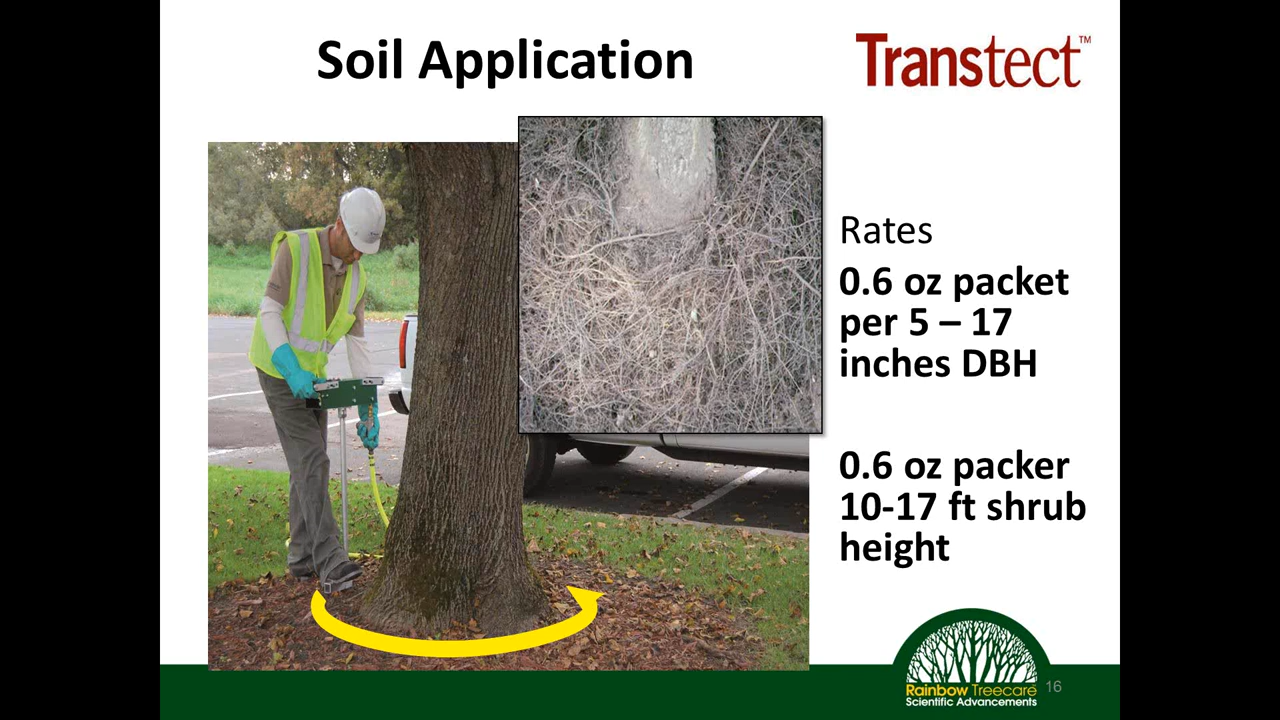 Soil Application
Transtect™
Rates
0.6 oz packet
per 5 – 17
inches DBH
0.6 oz packer
10-17 ft shrub
height
Rainbow Treecare
Scientific Advancements
16